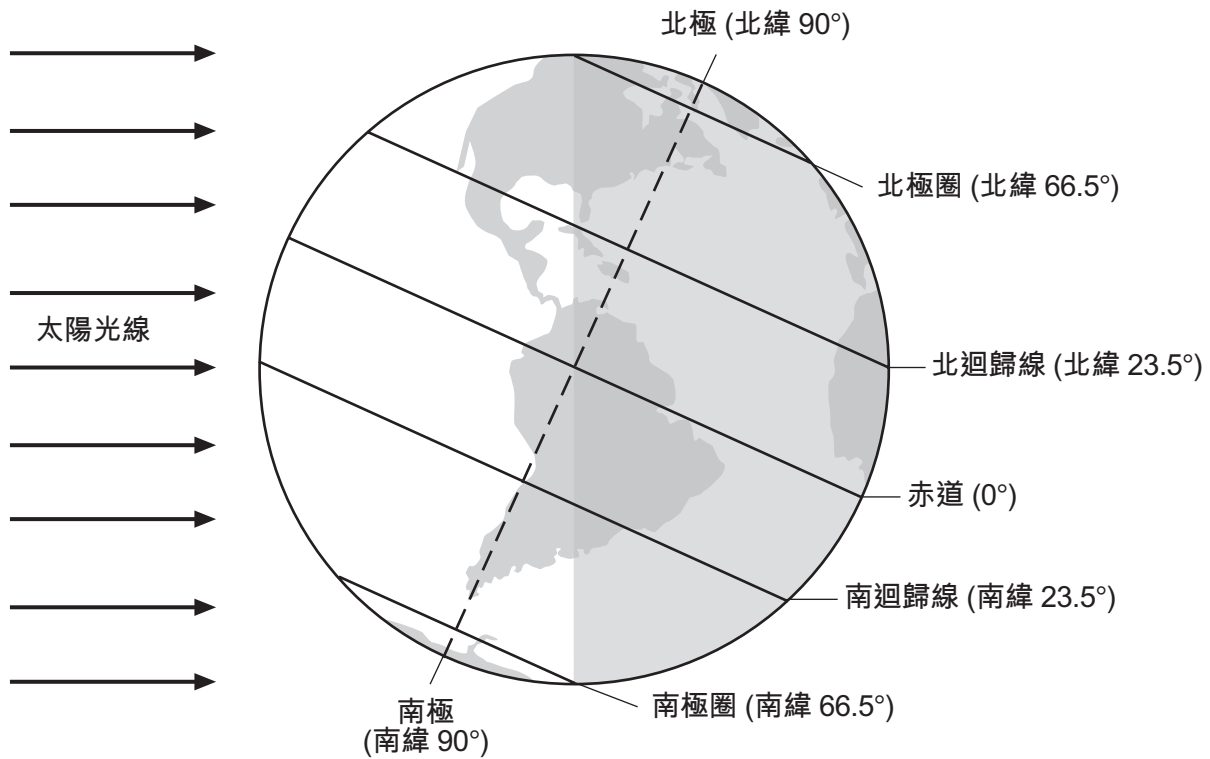 北極 (北緯 90°)
北極圈 (北緯 66.5°)
太陽光線
北迴歸線 (北緯 23.5°)
赤道 (0°)
南迴歸線 (南緯 23.5°)
南極圈 (南緯 66.5°)
南極
(南緯 90°)